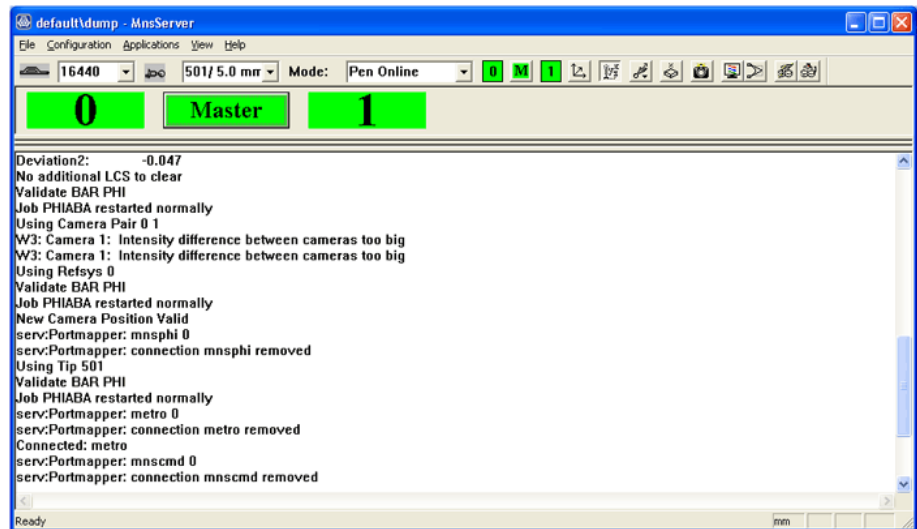 default\dump - MnsServer
File Configuration Applications View Help
16440 501/ 5.0 mm Mode: Pen Online 0 M 1
0 Master 1
Deviation2: -0.047
No additional LCS to clear
Validate BAR PHI
Job PHIABA restarted normally
Using Camera Pair 0 1
W3: Camera 1: Intensity difference between cameras too big
W3: Camera 1: Intensity difference between cameras too big
Using Refsys 0
Validate BAR PHI
Job PHIABA restarted normally
New Camera Position Valid
serv:Portmapper: mnsphi 0
serv:Portmapper: connection mnsphi removed
Using Tip 501
Validate BAR PHI
Job PHIABA restarted normally
serv:Portmapper: metro 0
serv:Portmapper: connection metro removed
Connected: metro
serv:Portmapper: mnscmd 0
serv:Portmapper: connection mnscmd removed
Ready mm